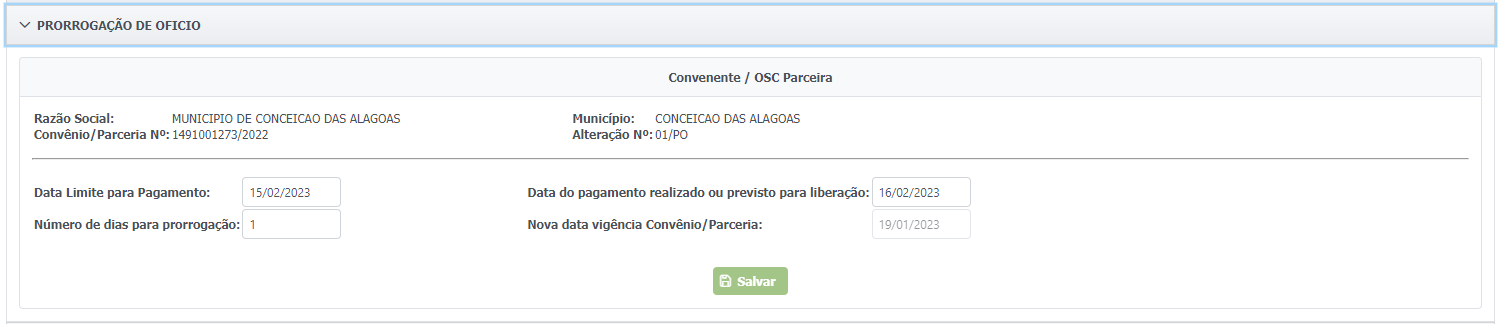 PRORROGAÇÃO DE OFICIO
Convenente / OSC Parceira
Razão Social: MUNICIPIO DE CONCEICAO DAS ALAGOAS Município: CONCEICAO DAS ALAGOAS
Convênio/Parceria Nº: 1491001273/2022 Alteração Nº: 01/PO
Data Limite para Pagamento: 15/02/2023 Data do pagamento realizado ou previsto para liberação: 16/02/2023
Número de dias para prorrogação: 1 Nova data vigência Convênio/Parceria: 19/01/2023
Salvar